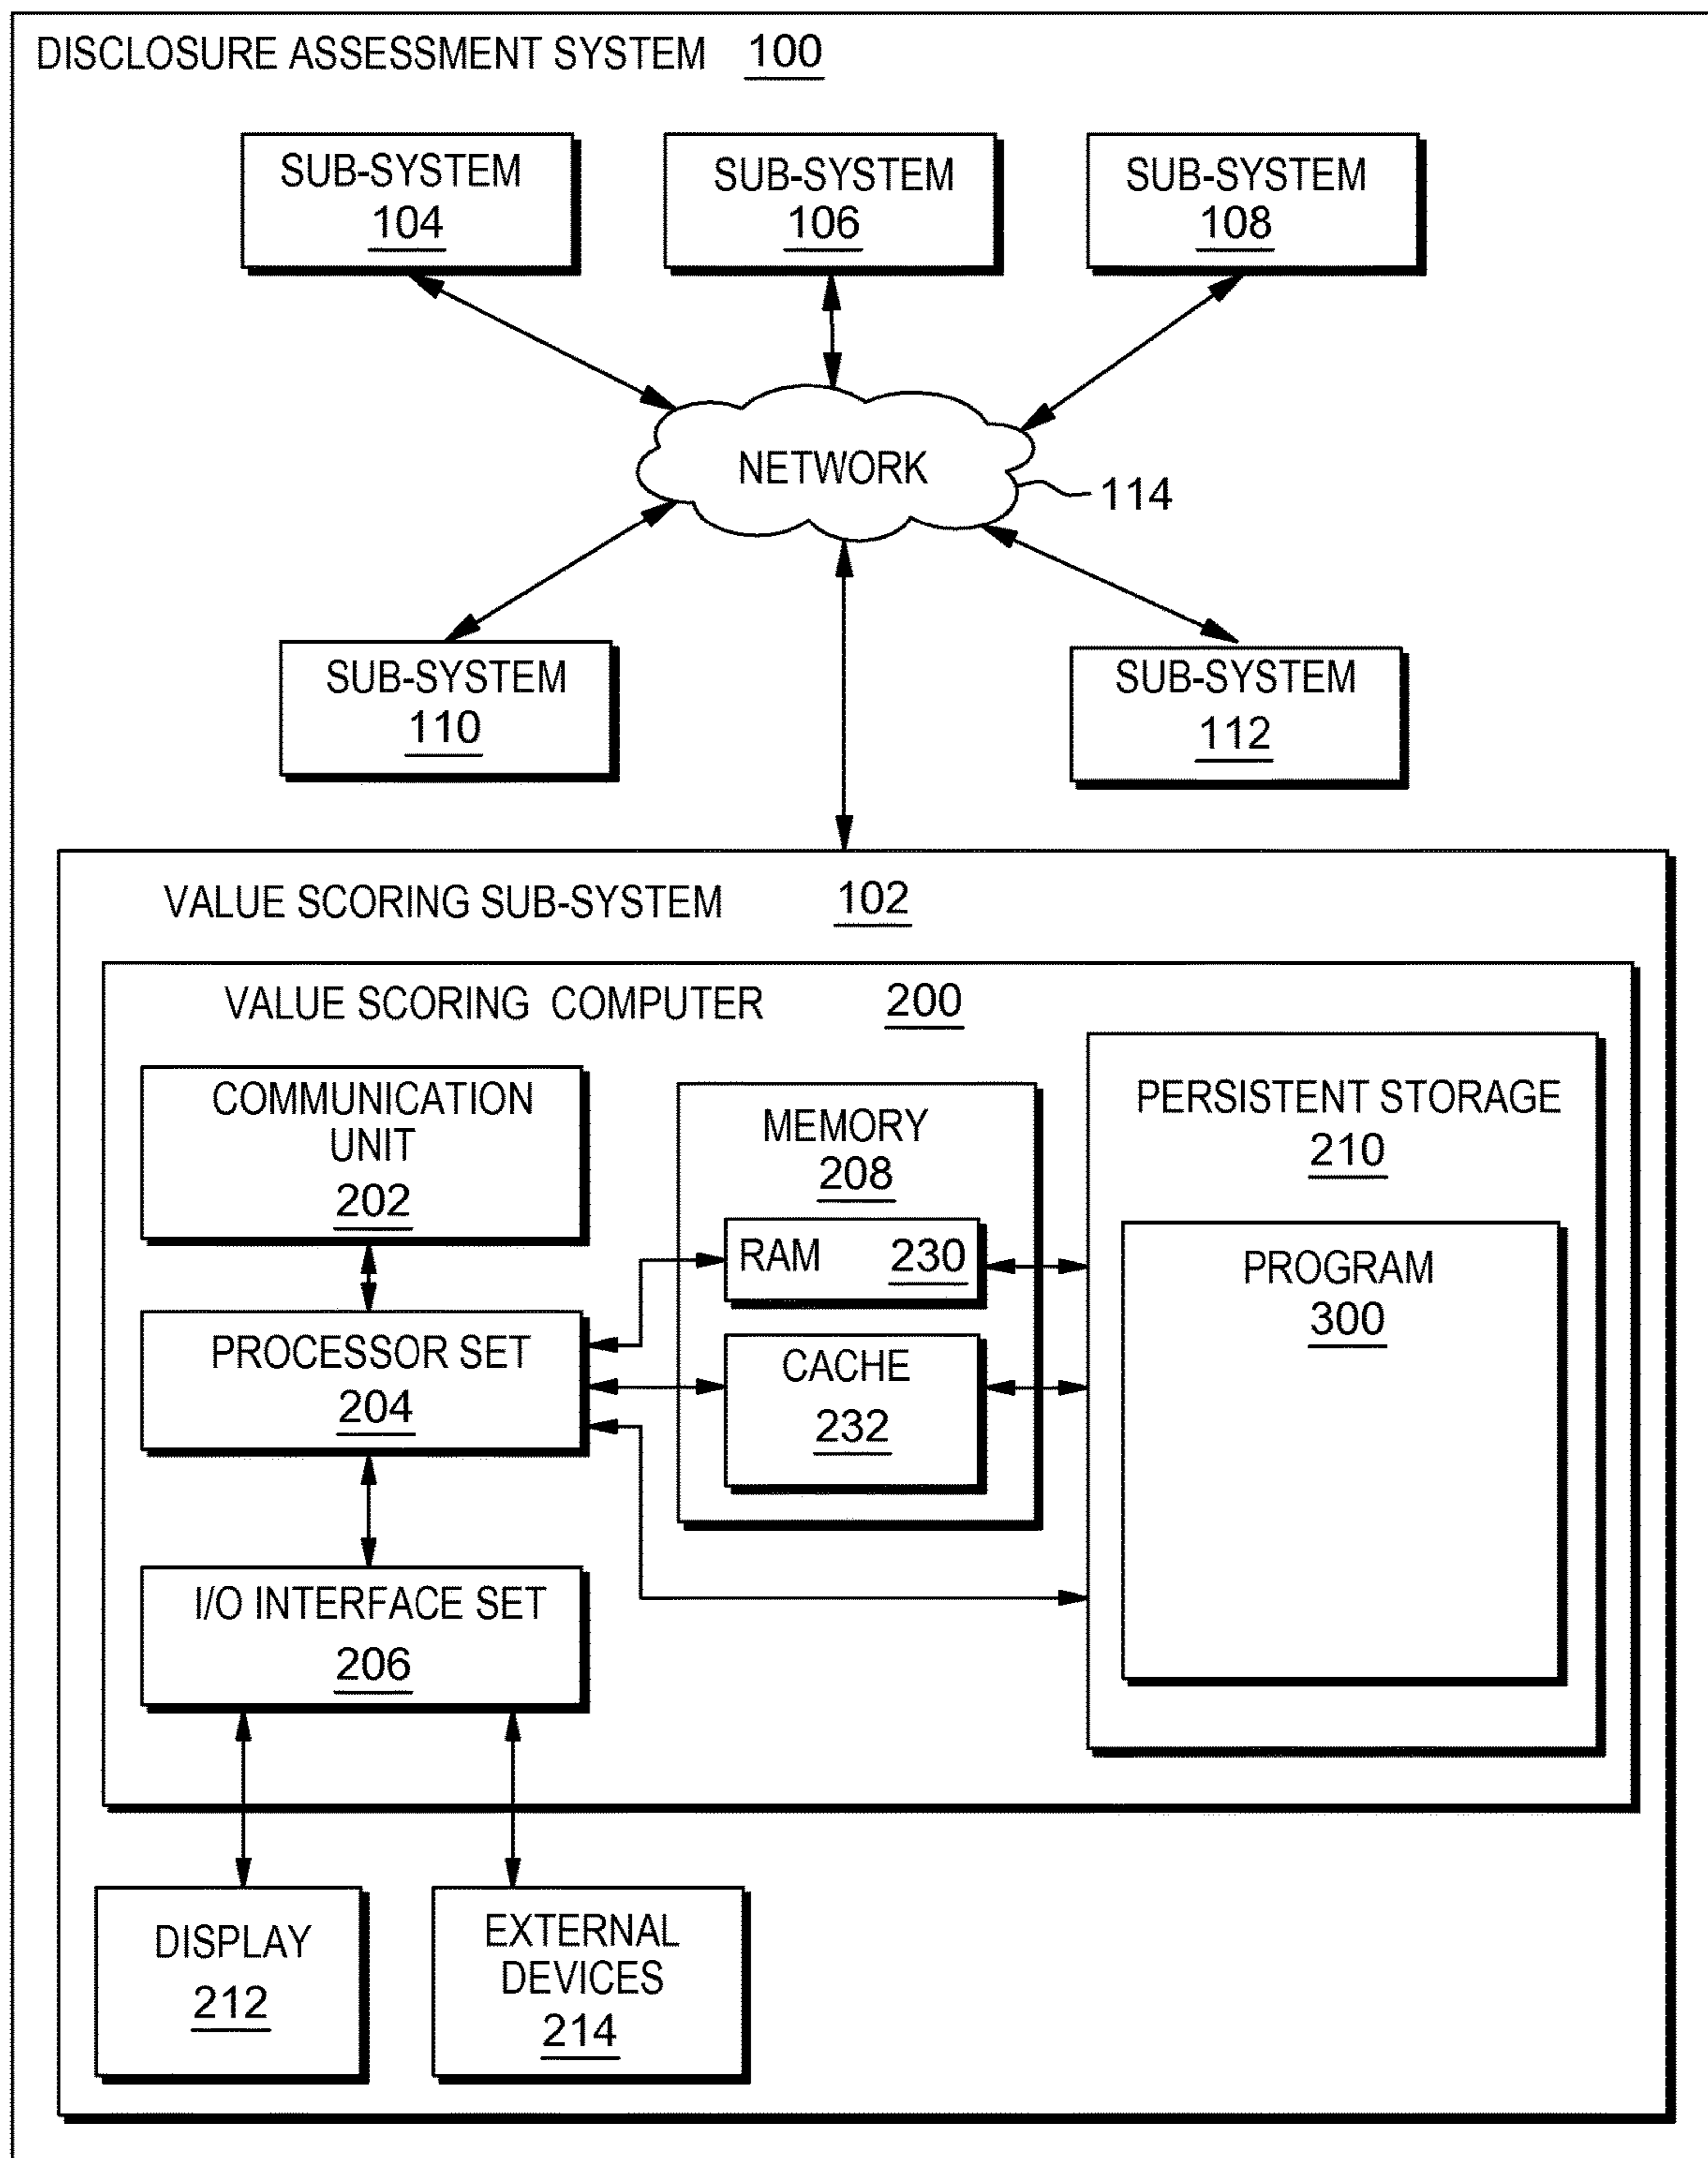 DISCLOSURE ASSESSMENT SYSTEM 100
SUB-SYSTEM
104
SUB-SYSTEM
106
SUB-SYSTEM
108
NETWORK
114
SUB-SYSTEM
110
SUB-SYSTEM
112
VALUE SCORING SUB-SYSTEM 102
VALUE SCORING COMPUTER 200
COMMUNICATION
UNIT
202
PROCESSOR SET
204
I/O INTERFACE SET
206
MEMORY
208
RAM 230
CACHE
232
PERSISTENT STORAGE
210
PROGRAM
300
DISPLAY
212
EXTERNAL
DEVICES
214